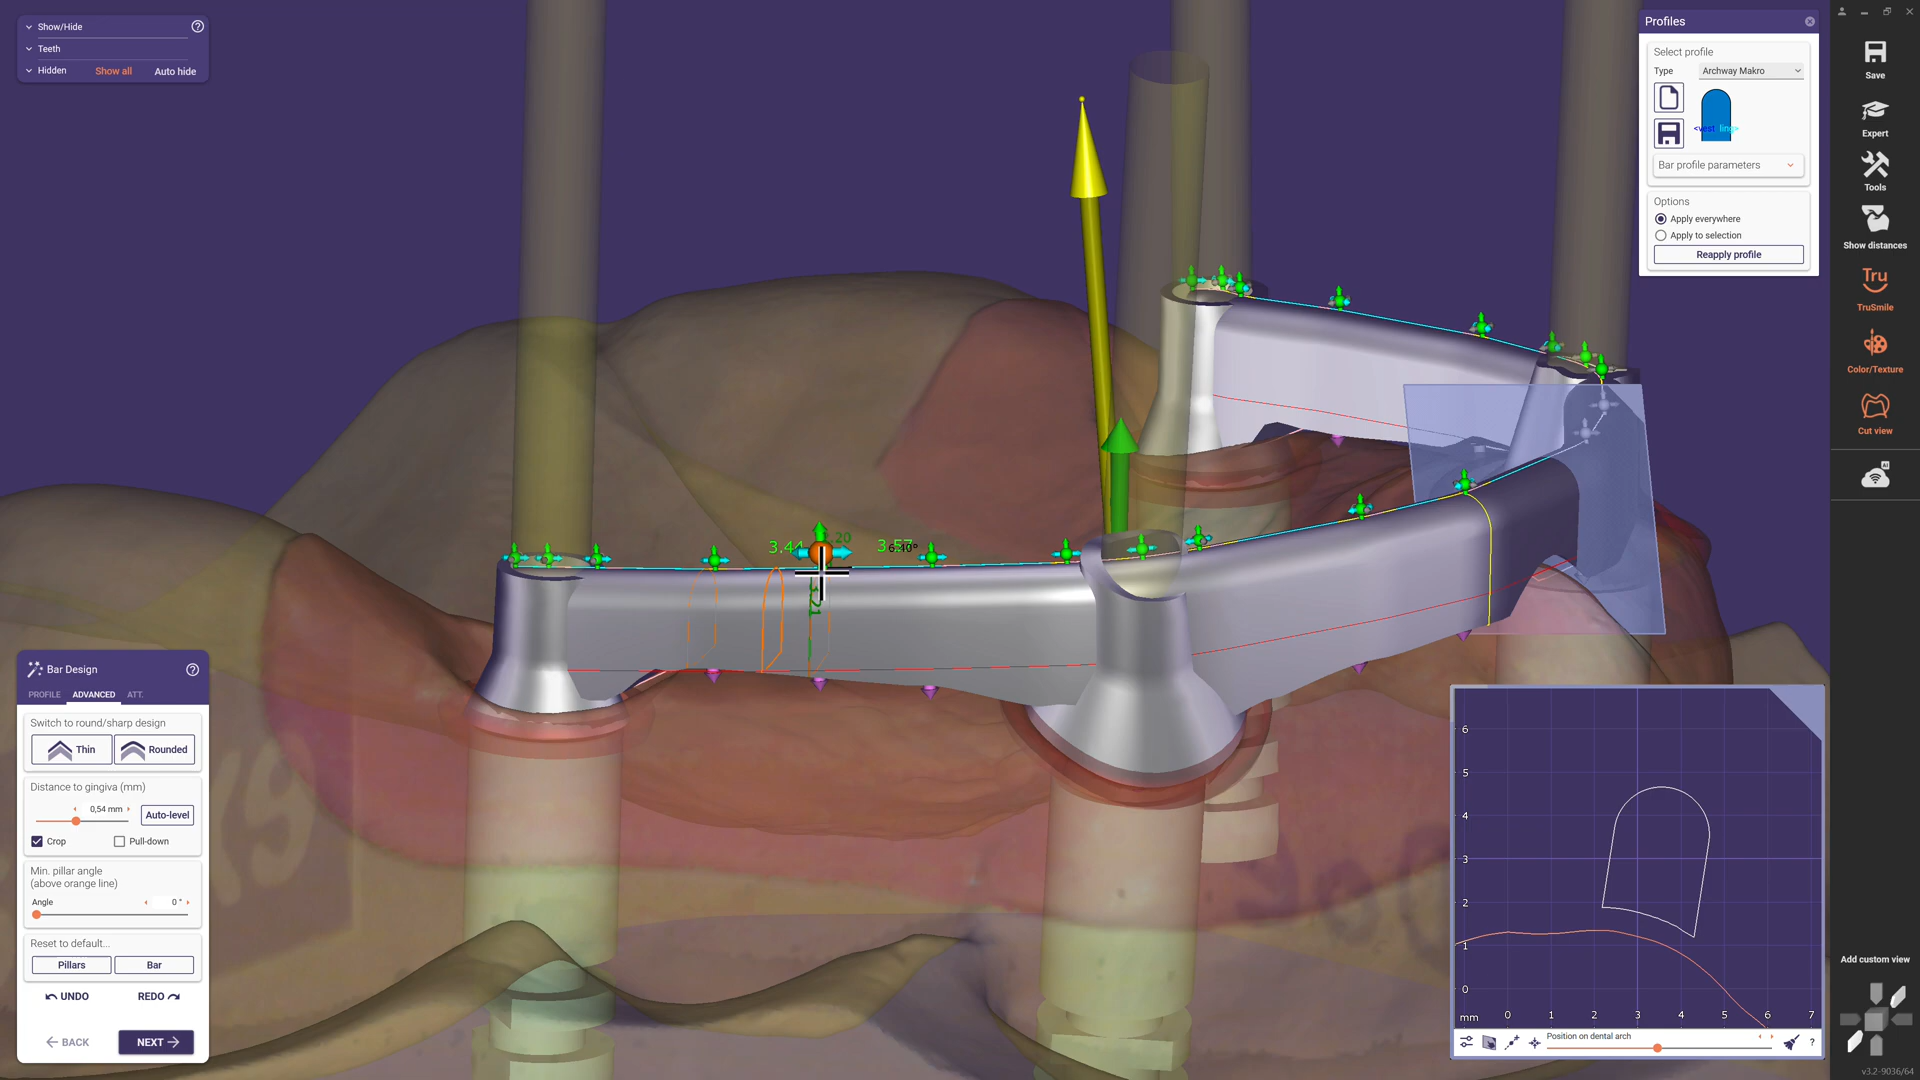 Show/Hide
Teeth
Hidden Show all Auto hide
Profiles
Select profile
Type Archway Makro
<vest ling>
Bar profile parameters
Options
Apply everywhere
Apply to selection
Reapply profile
Save
Expert
Tools
Show distances
Tru
TruSmile
Color/Texture
Cut view
AI
Add custom view
v3.2-9036/64
3.44
3.57
6.40°
Bar Design
PROFILE ADVANCED ATT.
Switch to round/sharp design
Thin Rounded
Distance to gingiva (mm)
0,54 mm Auto-level
Crop Pull-down
Min. pillar angle
(above orange line)
Angle 0 °
Reset to default...
Pillars Bar
UNDO REDO
BACK NEXT
6
5
4
3
2
1
0
mm 0 1 2 3 4 5 6 7
Position on dental arch
?